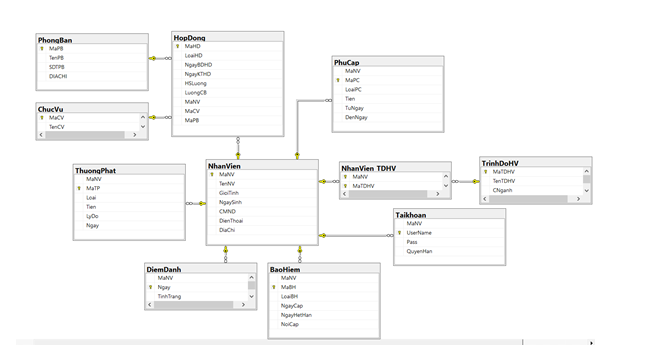 PhongBan
MaPB
TenPB
SDTPB
DIACHI
HopDong
MaHD
LoaiHD
NgayBDHD
NgayKTHD
HSLuong
LuongCB
MaNV
MaCV
MaPB
PhuCap
MaNV
MaPC
LoaiPC
Tien
TuNgay
DenNgay
ChucVu
MaCV
TenCV
ThuongPhat
MaNV
MaTP
Loai
Tien
LyDo
Ngay
NhanVien
MaNV
TenNV
GioiTinh
NgaySinh
CMND
DienThoai
DiaChi
NhanVien_TDHV
MaNV
MaTDHV
TrinhDoHV
MaTDHV
TenTDHV
CNganh
Taikhoan
MaNV
UserName
Pass
QuyenHan
DiemDanh
MaNV
Ngay
TinhTrang
BaoHiem
MaNV
MaBH
LoaiBH
NgayCap
NgayHetHan
NoiCap